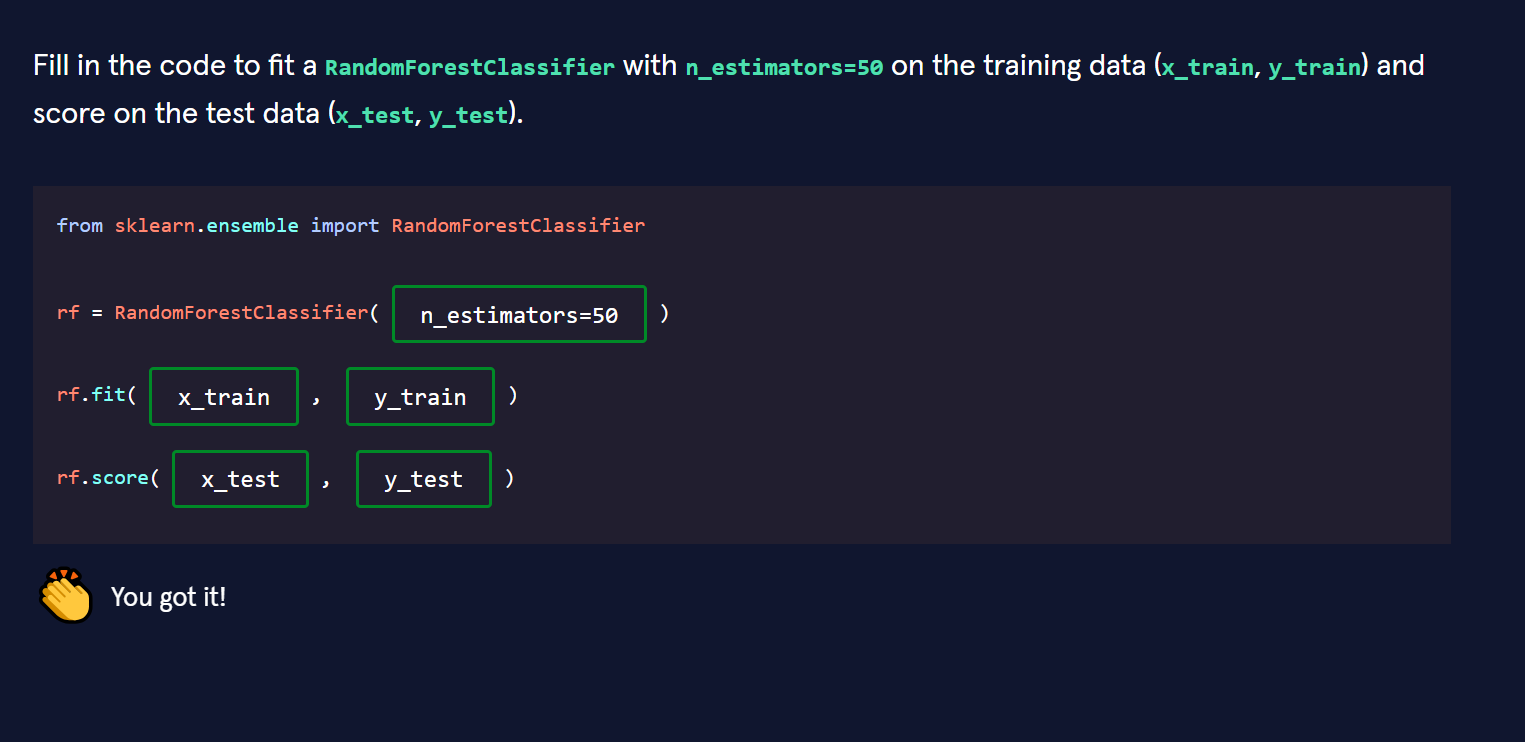 Fill in the code to fit a RandomForestClassifier with n_estimators=50 on the training data (x_train, y_train) and
score on the test data (x_test, y_test).
from sklearn.ensemble import RandomForestClassifier
rf = RandomForestClassifier( n_estimators=50 )
rf.fit( x_train , y_train )
rf.score( x_test , y_test )
You got it!